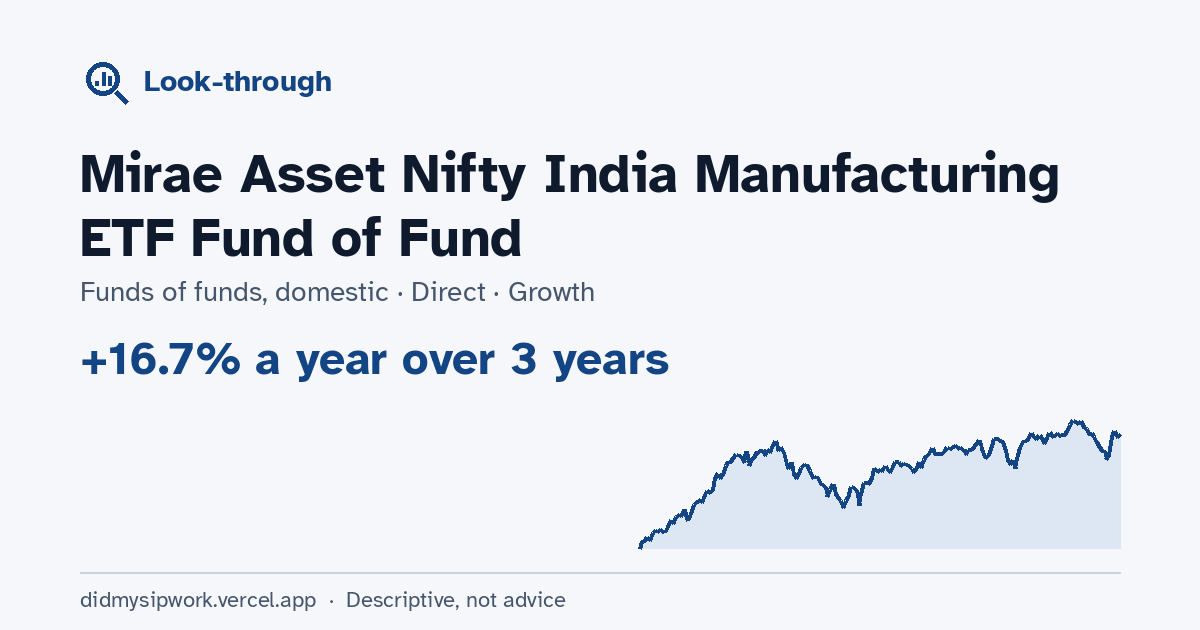 Look-through
Mirae Asset Nifty India Manufacturing
ETF Fund of Fund
Funds of funds, domestic · Direct · Growth
+16.7% a year over 3 years
didmysipwork.vercel.app · Descriptive, not advice